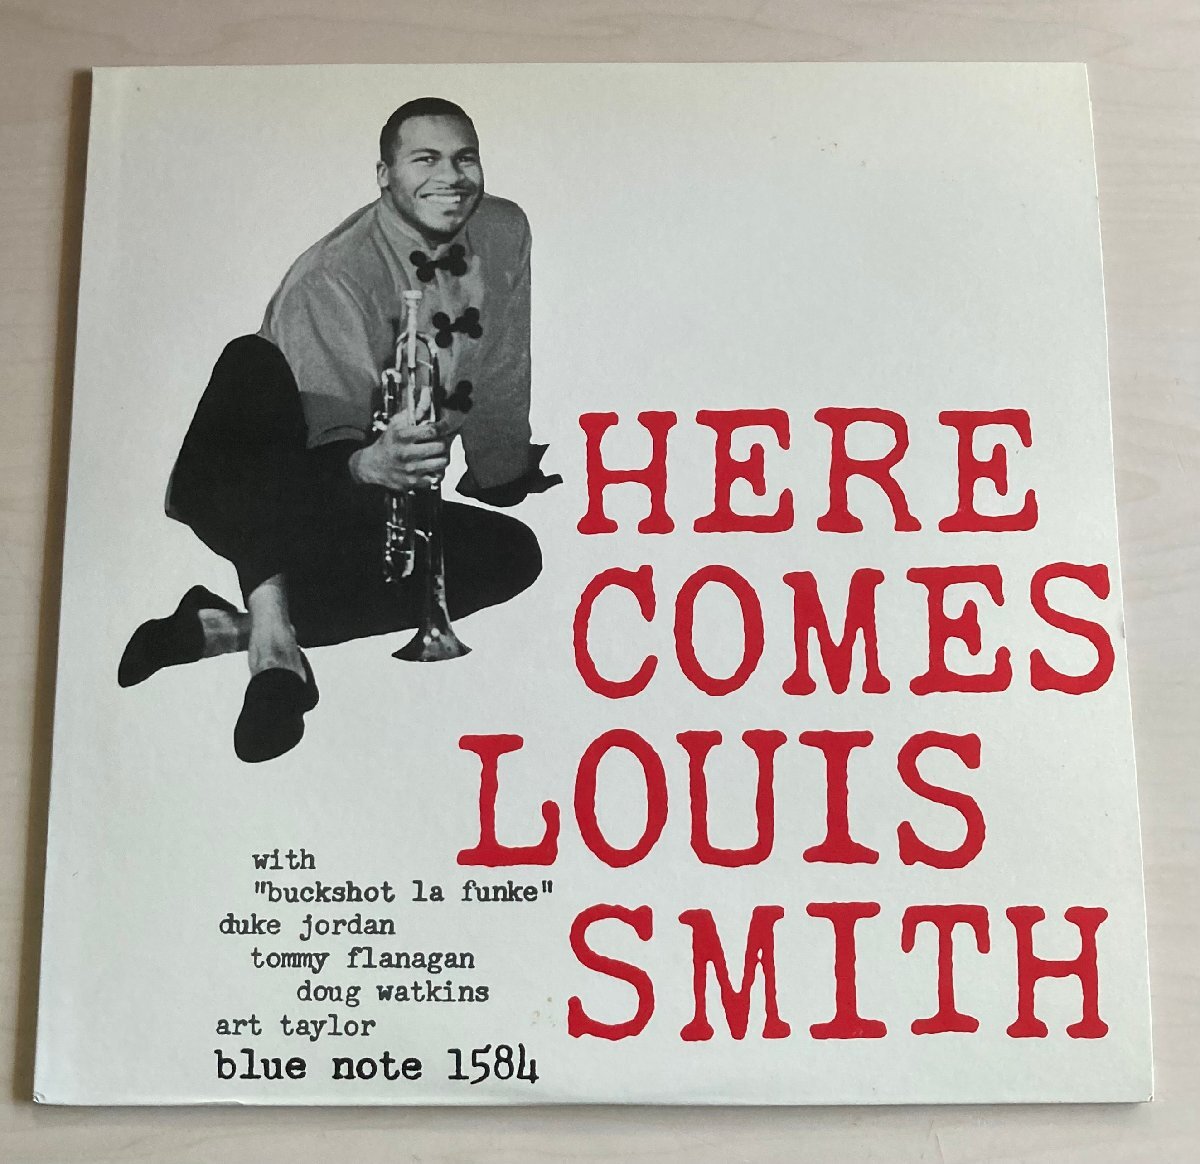 HERE
COMES
LOUIS
SMITH
with
"buckshot la funke"
duke jordan
tommy flanagan
doug watkins
art taylor
blue note 1584